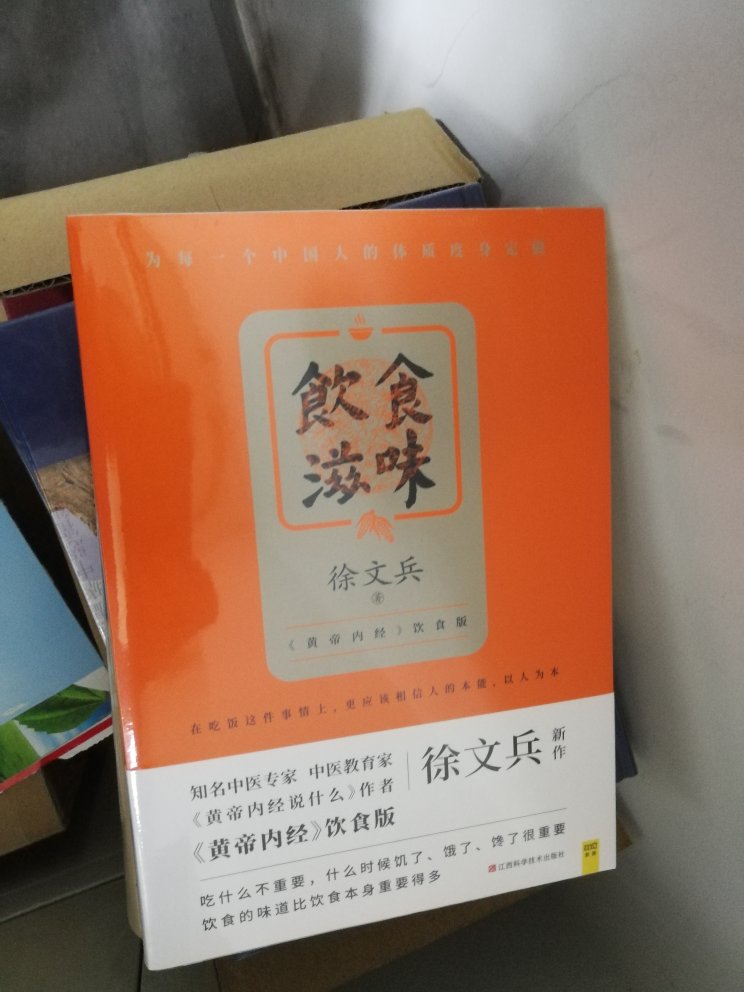 为每一个中国人的体质度身定做
飲食
滋味
徐文兵
著
《黄帝内经》饮食版
在吃饭这件事情上，更应该相信人的本能，以人为本
知名中医专家 中医教育家
《黄帝内经说什么》作者
《黄帝内经》饮食版
徐文兵
新作
吃什么不重要，什么时候饥了、饿了、馋了很重要
饮食的味道比饮食本身重要得多
江西科学技术出版社